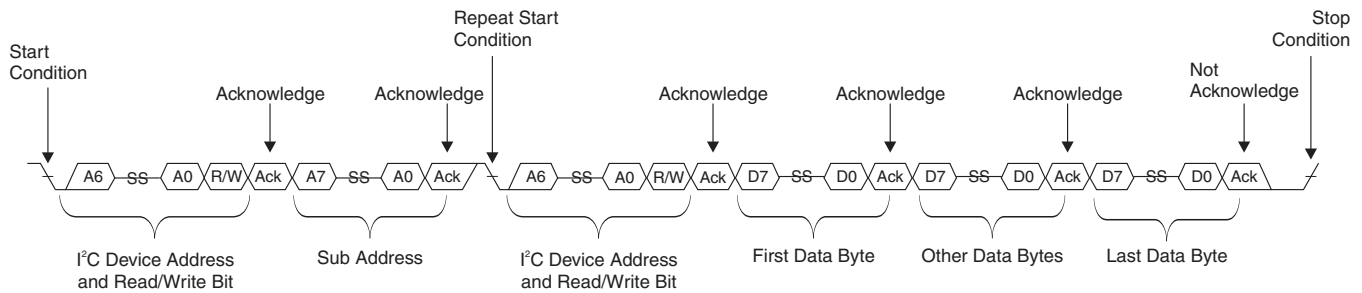 Start
Condition
Repeat Start
Condition
Stop
Condition
Acknowledge
Acknowledge
Acknowledge
Acknowledge
Acknowledge
Not
Acknowledge
A6 SS A0 R/W Ack A7 SS A0 Ack A6 SS A0 R/W Ack D7 SS D0 Ack D7 SS D0 Ack D7 SS D0 Ack
I²C Device Address
and Read/Write Bit
Sub Address
I²C Device Address
and Read/Write Bit
First Data Byte
Other Data Bytes
Last Data Byte